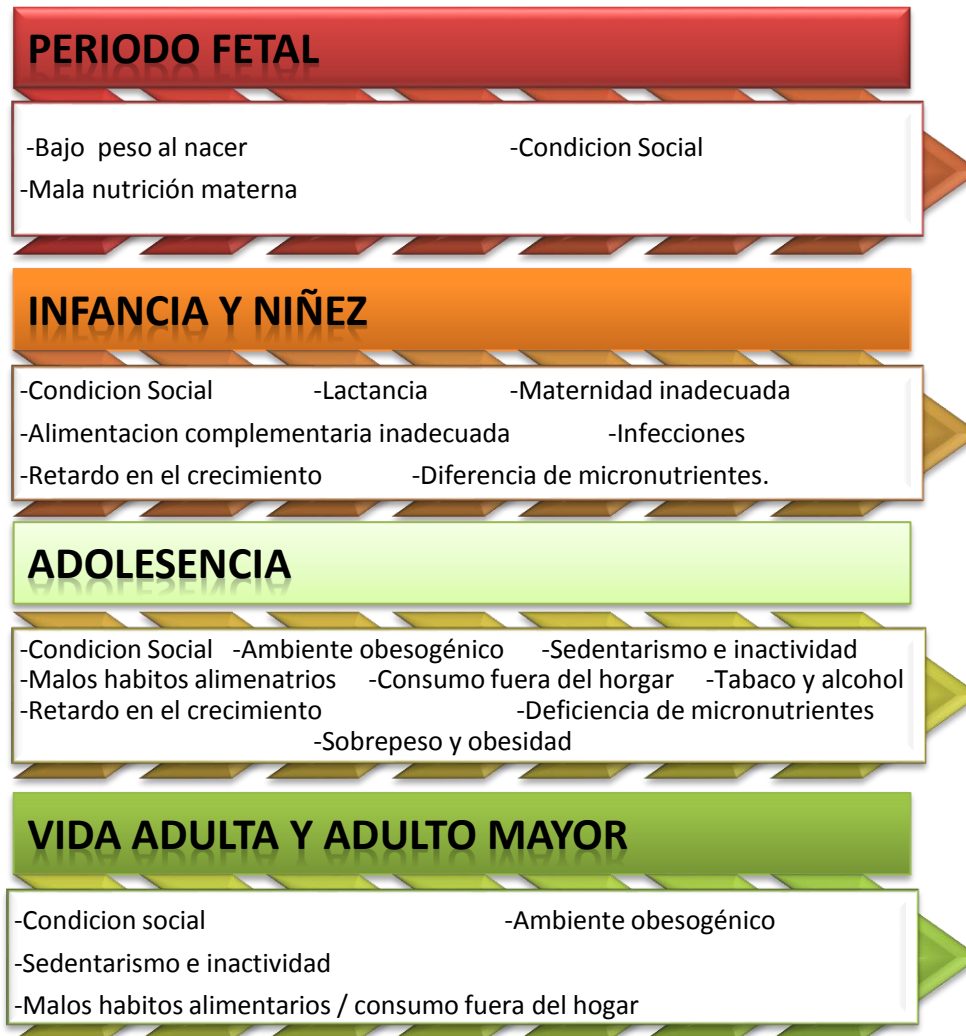 PERIODO FETAL
-Bajo peso al nacer -Condicion Social
-Mala nutrición materna
INFANCIA Y NIÑEZ
-Condicion Social -Lactancia -Maternidad inadecuada
-Alimentacion complementaria inadecuada -Infecciones
-Retardo en el crecimiento -Diferencia de micronutrientes.
ADOLESENCIA
-Condicion Social -Ambiente obesogénico -Sedentarismo e inactividad
-Malos habitos alimenatrios -Consumo fuera del horgar -Tabaco y alcohol
-Retardo en el crecimiento -Deficiencia de micronutrientes
-Sobrepeso y obesidad
VIDA ADULTA Y ADULTO MAYOR
-Condicion social -Ambiente obesogénico
-Sedentarismo e inactividad
-Malos habitos alimentarios / consumo fuera del hogar